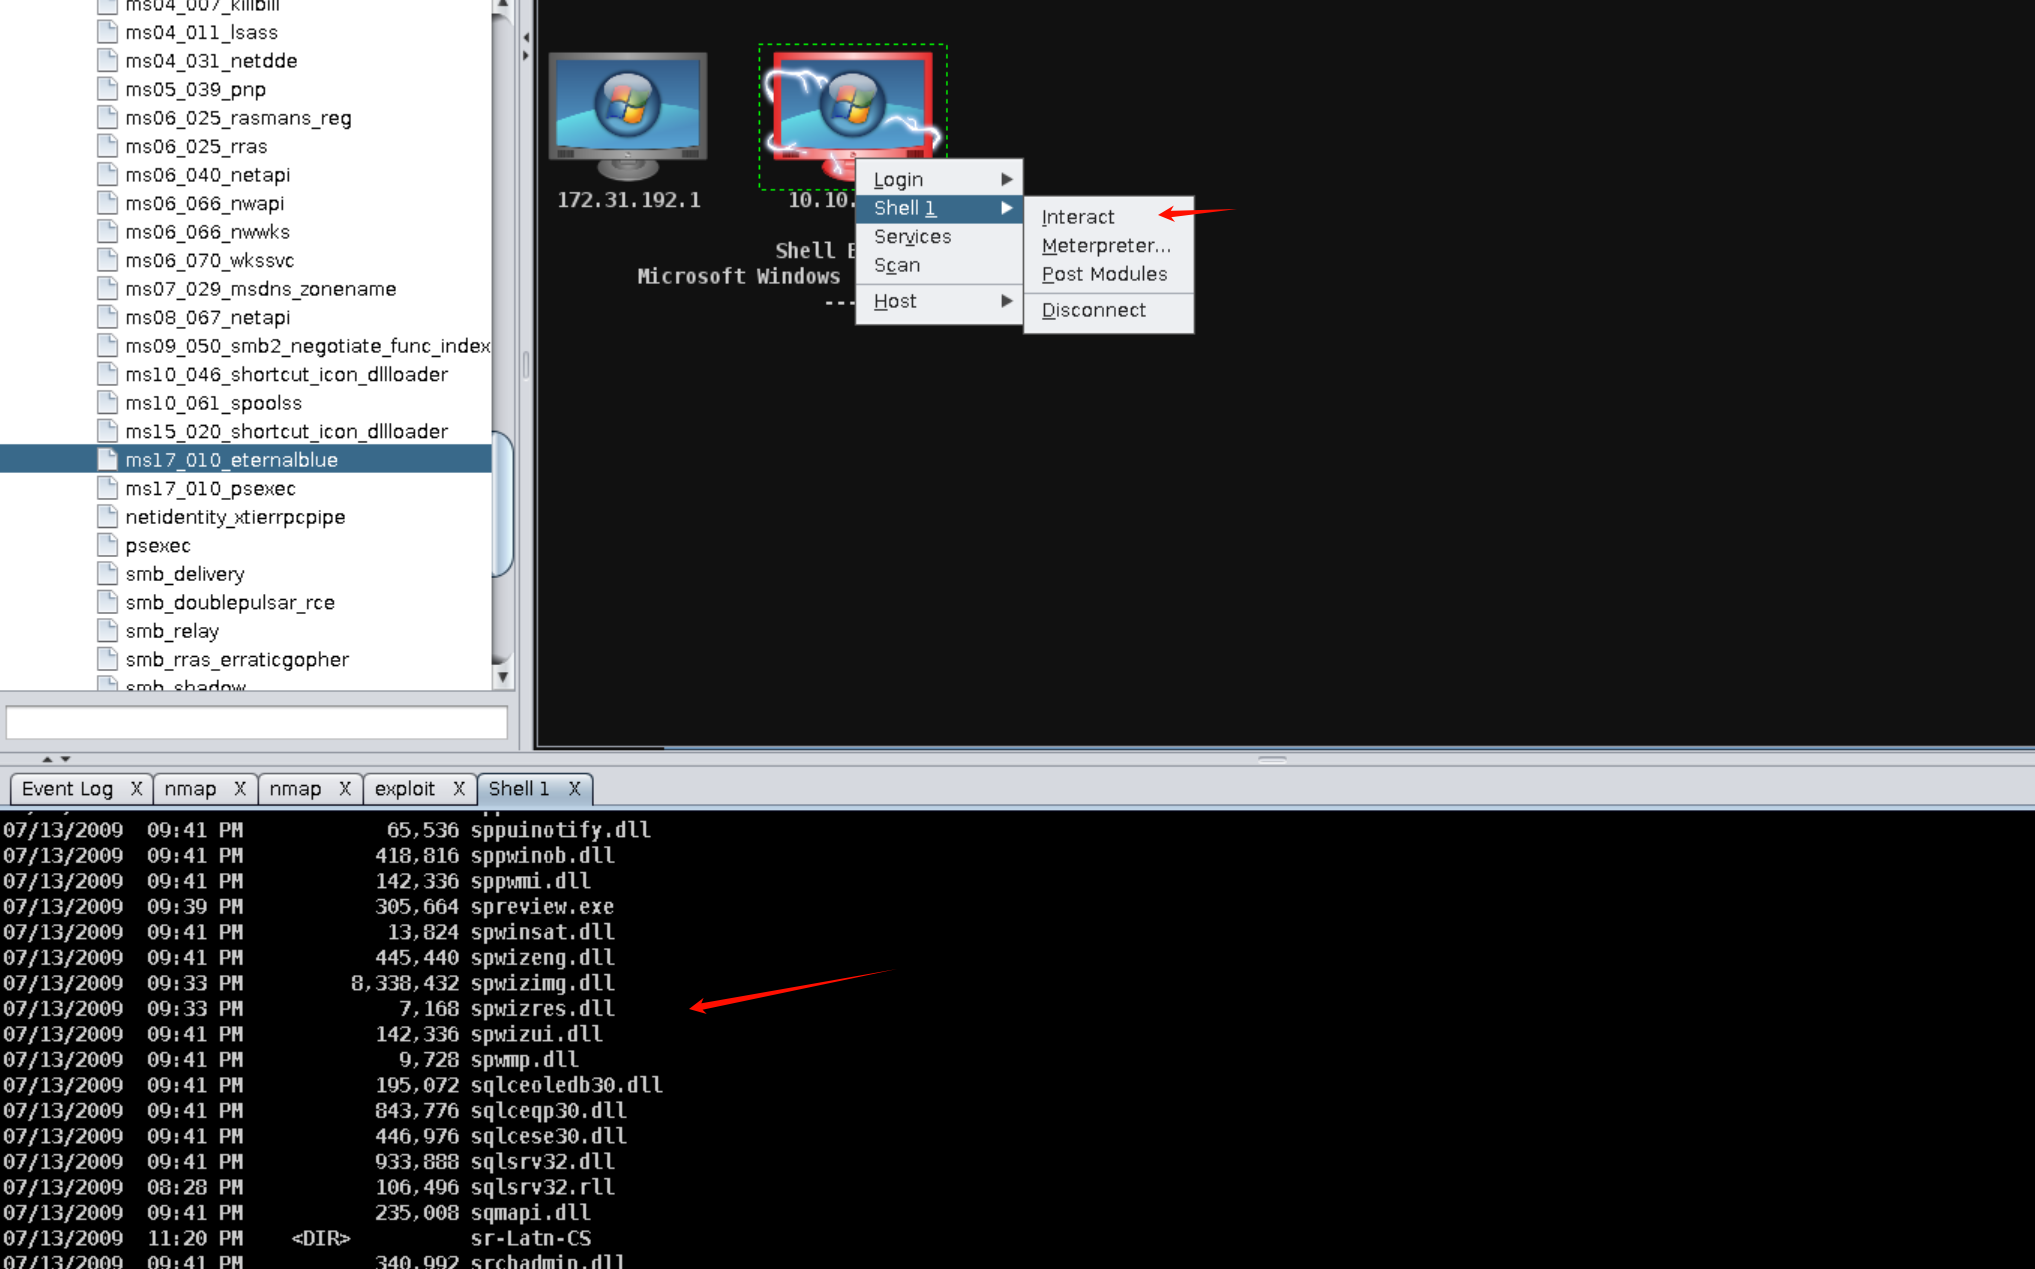 ms04_007_killbill
ms04_011_lsass
ms04_031_netdde
ms05_039_pnp
ms06_025_rasmans_reg
ms06_025_rras
ms06_040_netapi
ms06_066_nwapi
ms06_066_nwwks
ms06_070_wkssvc
ms07_029_msdns_zonename
ms08_067_netapi
ms09_050_smb2_negotiate_func_index
ms10_046_shortcut_icon_dllloader
ms10_061_spoolss
ms15_020_shortcut_icon_dllloader
ms17_010_eternalblue
ms17_010_psexec
netidentity_xtierrpcpipe
psexec
smb_delivery
smb_doublepulsar_rce
smb_relay
smb_rras_erraticgopher
smb_shadow
172.31.192.1
10.10.
Shell
Microsoft Windows
---
Login
Shell 1
Services
Scan
Host
Interact
Meterpreter...
Post Modules
Disconnect
Event Log X nmap X nmap X exploit X Shell 1 X
07/13/2009 09:41 PM 65,536 sppuinotify.dll
07/13/2009 09:41 PM 418,816 sppwinob.dll
07/13/2009 09:41 PM 142,336 sppwmi.dll
07/13/2009 09:39 PM 305,664 spreview.exe
07/13/2009 09:41 PM 13,824 spwinsat.dll
07/13/2009 09:41 PM 445,440 spwizeng.dll
07/13/2009 09:33 PM 8,338,432 spwizimg.dll
07/13/2009 09:33 PM 7,168 spwizres.dll
07/13/2009 09:41 PM 142,336 spwizui.dll
07/13/2009 09:41 PM 9,728 spwmp.dll
07/13/2009 09:41 PM 195,072 sqlceoledb30.dll
07/13/2009 09:41 PM 843,776 sqlceqp30.dll
07/13/2009 09:41 PM 446,976 sqlcese30.dll
07/13/2009 09:41 PM 933,888 sqlsrv32.dll
07/13/2009 08:28 PM 106,496 sqlsrv32.rll
07/13/2009 09:41 PM 235,008 sqmapi.dll
07/13/2009 11:20 PM <DIR> sr-Latn-CS
07/13/2009 09:41 PM 340,992 srchadmin.dll